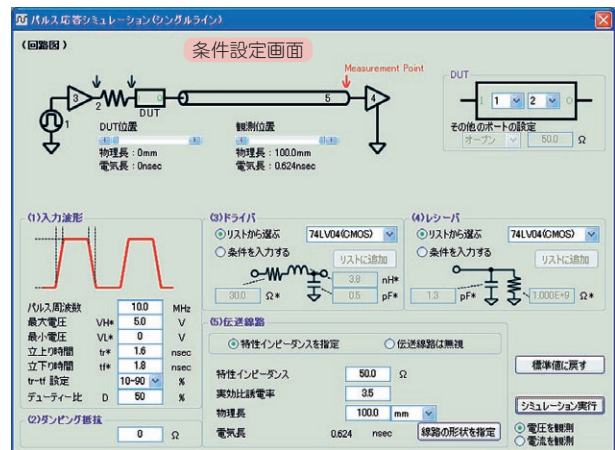 パルス応答シミュレーション(シングルライン)
(回路図)
条件設定画面
Measurement Point
1
2
3
DUT
5
4
DUT位置
物理長:0mm
電気長:0nsec
観測位置
物理長:100.0mm
電気長:0.624nsec
DUT
I 1 2 O
その他のポートの設定
オープン 50.0 Ω
(1)入力波形
パルス周波数 10.0 MHz
最大電圧 VH* 5.0 V
最小電圧 VL* 0 V
立上り時間 tr* 1.6 nsec
立下り時間 tf* 1.8 nsec
tr-tf 設定 10-90 %
デューティー比 D 50 %
(2)ダンピング抵抗
0 Ω
(3)ドライバ
リストから選ぶ 74LV04(CMOS)
条件を入力する リストに追加
3.8 nH*
30.0 Ω* 0.5 pF*
(4)レシーバ
リストから選ぶ 74LV04(CMOS)
条件を入力する リストに追加
1.3 pF* 1.000E+9 Ω*
(5)伝送線路
特性インピーダンスを指定 伝送線路は無視
特性インピーダンス 50.0 Ω
実効比誘電率 3.5
物理長 100.0 mm
電気長 0.624 nsec 線路の形状を指定
標準値に戻す
シミュレーション実行
電圧を観測
電流を観測